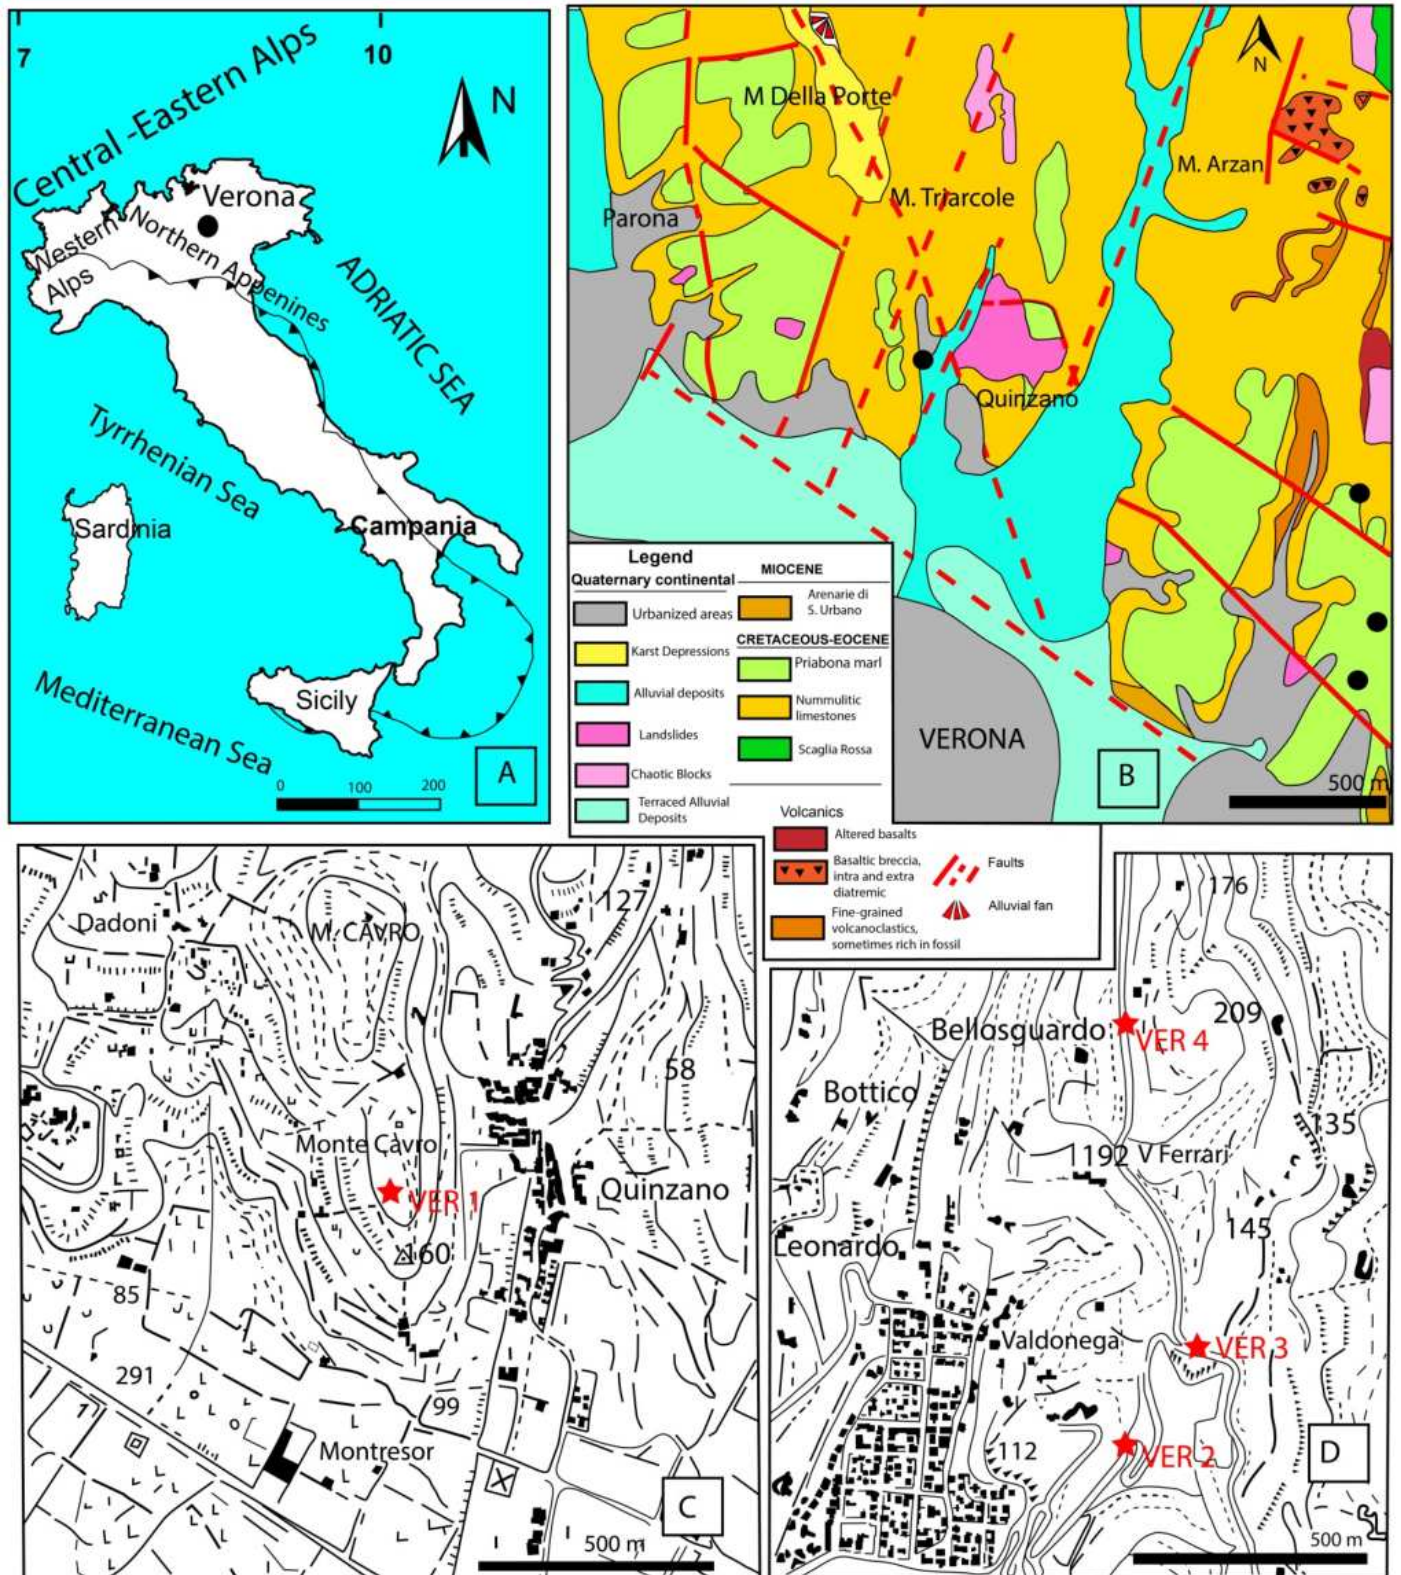 7
10
Central -Eastern Alps
N
Verona
Western
Alps
Northern Appenines
ADRIATIC SEA
Tyrrhenian Sea
Sardinia
Campania
Sicily
Mediterranean Sea
0 100 200
A
N
M Della Porte
M. Arzan
M. Triarcole
Parona
Quinzano
VERONA
B
500 m
Legend
Quaternary continental
Urbanized areas
Karst Depressions
Alluvial deposits
Landslides
Chaotic Blocks
Terraced Alluvial
Deposits
MIOCENE
Arenarie di
S. Urbano
CRETACEOUS-EOCENE
Priabona marl
Nummulitic
limestones
Scaglia Rossa
Volcanics
Altered basalts
Basaltic breccia,
intra and extra
diatremic
Fine-grained
volcanoclastics,
sometimes rich in fossil
Faults
Alluvial fan
Dadoni
M. CAVRO
127
58
Monte Cavro
VER 1
Quinzano
160
85
291
99
Montresor
C
500 m
176
209
Bellosguardo
VER 4
Bottico
135
1192 V Ferrari
145
Leonardo
Valdonega
VER 3
112
VER 2
D
500 m